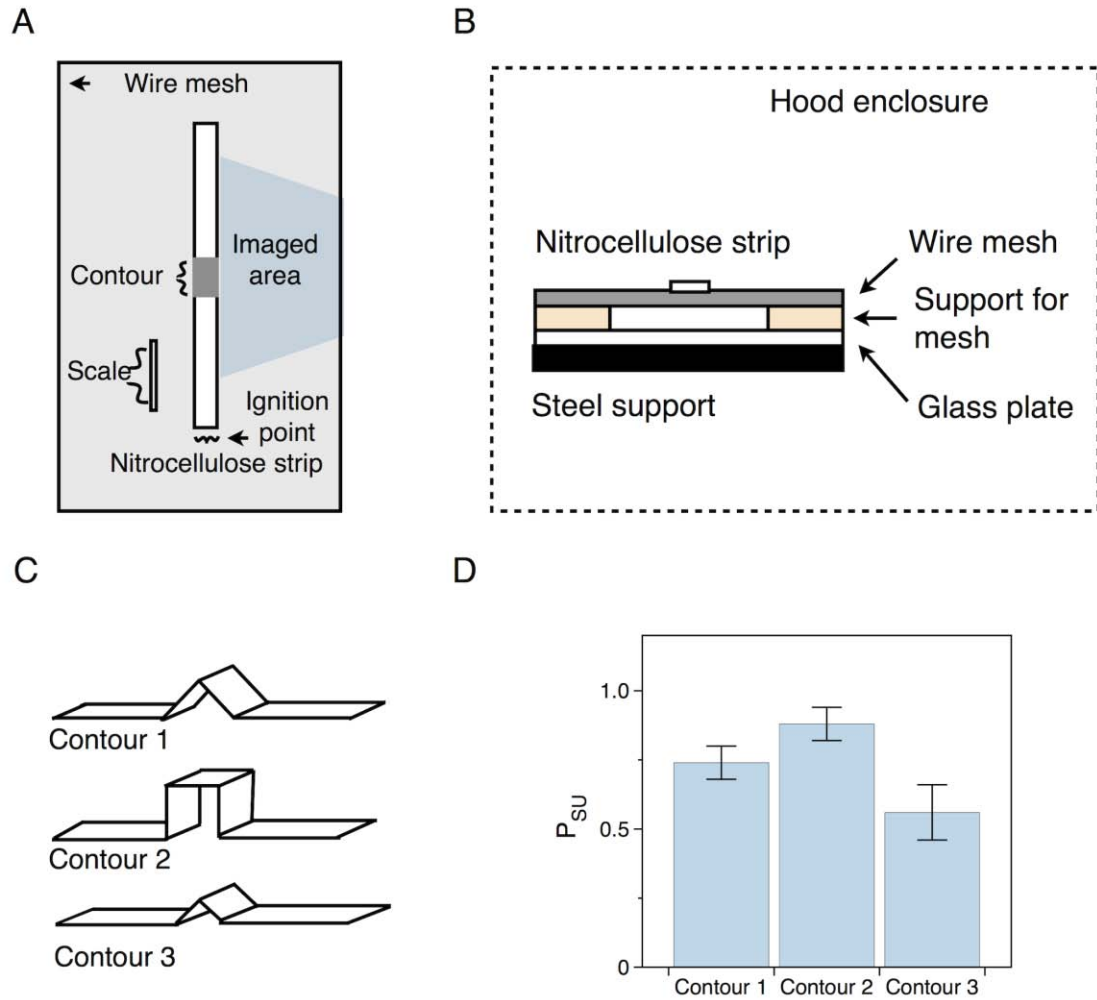 A
Wire mesh
Contour
Imaged
area
Scale
Ignition
point
Nitrocellulose strip
B
Hood enclosure
Nitrocellulose strip
Wire mesh
Support for
mesh
Steel support
Glass plate
C
Contour 1
Contour 2
Contour 3
D
P_SU
1.0
0.5
0
Contour 1 Contour 2 Contour 3